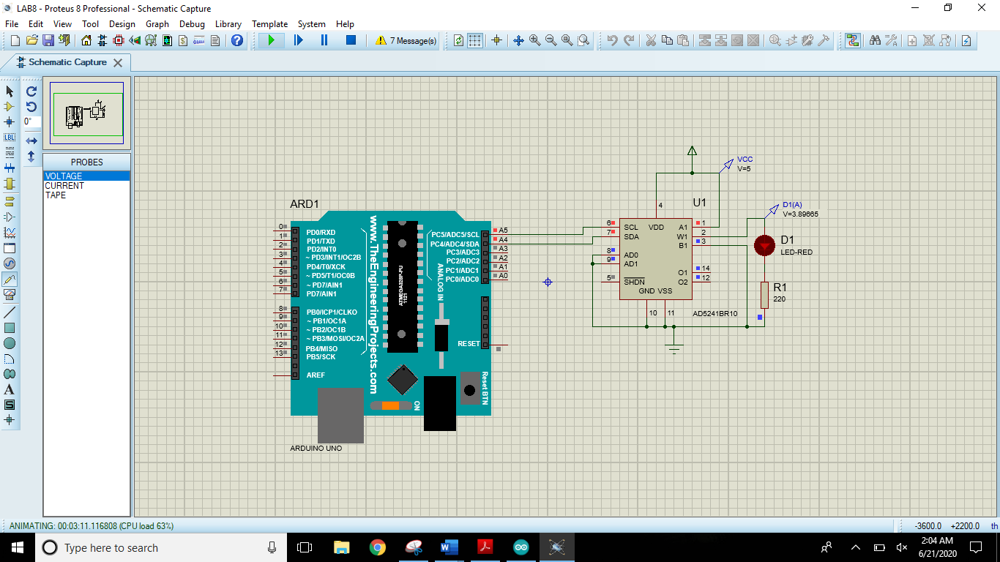 LAB8 - Proteus 8 Professional - Schematic Capture
File Edit View Tool Design Graph Debug Library Template System Help
7 Message(s)
Schematic Capture
0°
LBL
A
S
PROBES
VOLTAGE
CURRENT
TAPE
ARD1
0 PD0/RXD
1 PD1/TXD
2 PD2/INT0
3 ~ PD3/INT1/OC2B
4 PD4/T0/XCK
5 ~ PD5/T1/OC0B
6 ~ PD7/AIN1
7 PD7/AIN1
8 PB0/ICP1/CLKO
9 ~ PB1/OC1A
10 ~ PB2/OC1B
11 ~ PB3/MOSI/OC2A
12 PB4/MISO
13 PB5/SCK
AREF
www.TheEngineeringProjects.com
ATMEGA328P-PU
1121
ANALOG IN
PC5/ADC5/SCL A5
PC4/ADC4/SDA A4
PC3/ADC3 A3
PC2/ADC2 A2
PC1/ADC1 A1
PC0/ADC0 A0
RESET
Reset BTN
ON
ARDUINO UNO
VCC
V=5
4
U1
6 SCL VDD A1 1
7 SDA W1 2
B1 3
8 AD0
9 AD1
O1 14
5 SHDN O2 12
GND VSS
10 11
AD5241BR10
D1(A)
V=3.89665
D1
LED-RED
R1
220
ANIMATING: 00:03:11.116808 (CPU load 63%)
-3600.0 +2200.0 th
Type here to search
2:04 AM
6/21/2020